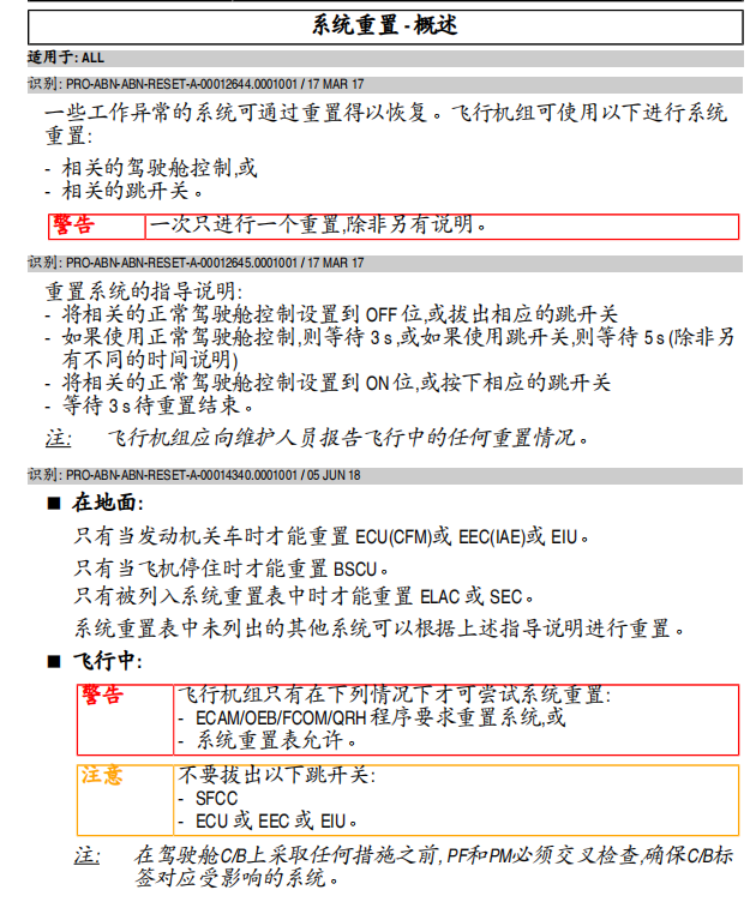 系统重置 - 概述
适用于: ALL
识别: PRO-ABN-ABN-RESET-A-00012644.0001001 / 17 MAR 17
一些工作异常的系统可通过重置得以恢复。飞行机组可使用以下进行系统
重置:
- 相关的驾驶舱控制,或
- 相关的跳开关。
警告 一次只进行一个重置,除非另有说明。
识别: PRO-ABN-ABN-RESET-A-00012645.0001001 / 17 MAR 17
重置系统的指导说明:
- 将相关的正常驾驶舱控制设置到 OFF 位,或拔出相应的跳开关
- 如果使用正常驾驶舱控制,则等待 3 s ,或如果使用跳开关,则等待 5 s (除非另
有不同的时间说明)
- 将相关的正常驾驶舱控制设置到 ON 位,或按下相应的跳开关
- 等待 3 s 待重置结束。
注: 飞行机组应向维护人员报告飞行中的任何重置情况。
识别: PRO-ABN-ABN-RESET-A-00014340.0001001 / 05 JUN 18
■ 在地面:
只有当发动机关车时才能重置 ECU(CFM)或 EEC(IAE)或 EIU。
只有当飞机停住时才能重置 BSCU。
只有被列入系统重置表中时才能重置 ELAC 或 SEC。
系统重置表中未列出的其他系统可以根据上述指导说明进行重置。
■ 飞行中:
警告 飞行机组只有在下列情况下才可尝试系统重置:
- ECAM/OEB/FCOM/QRH 程序要求重置系统,或
- 系统重置表允许。
注意 不要拔出以下跳开关:
- SFCC
- ECU 或 EEC 或 EIU。
注: 在驾驶舱C/B上采取任何措施之前, PF和PM必须交叉检查,确保C/B标
签对应受影响的系统。